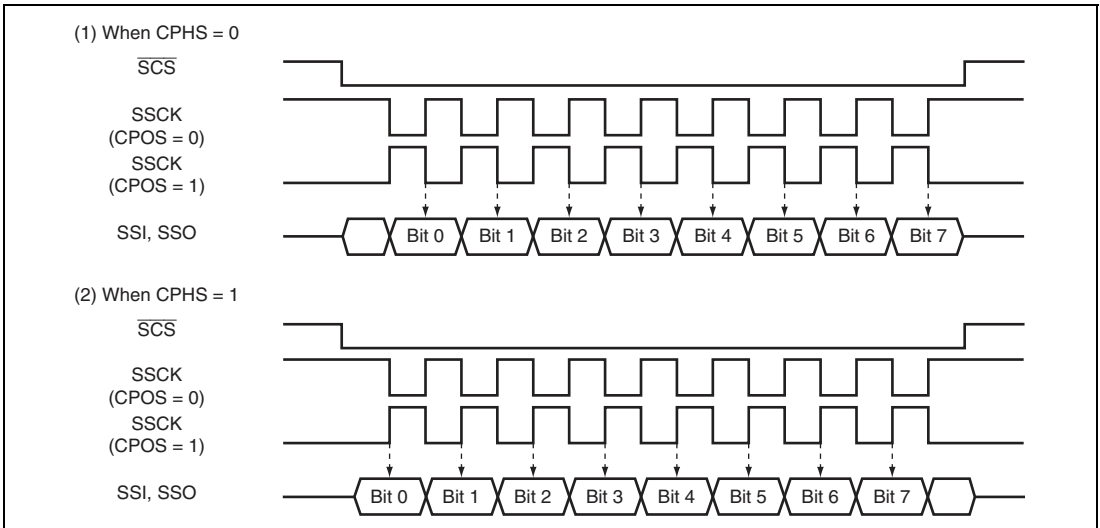 (1) When CPHS = 0
SCS
SSCK
(CPOS = 0)
SSCK
(CPOS = 1)
SSI, SSO
Bit 0 Bit 1 Bit 2 Bit 3 Bit 4 Bit 5 Bit 6 Bit 7
(2) When CPHS = 1
SCS
SSCK
(CPOS = 0)
SSCK
(CPOS = 1)
SSI, SSO
Bit 0 Bit 1 Bit 2 Bit 3 Bit 4 Bit 5 Bit 6 Bit 7